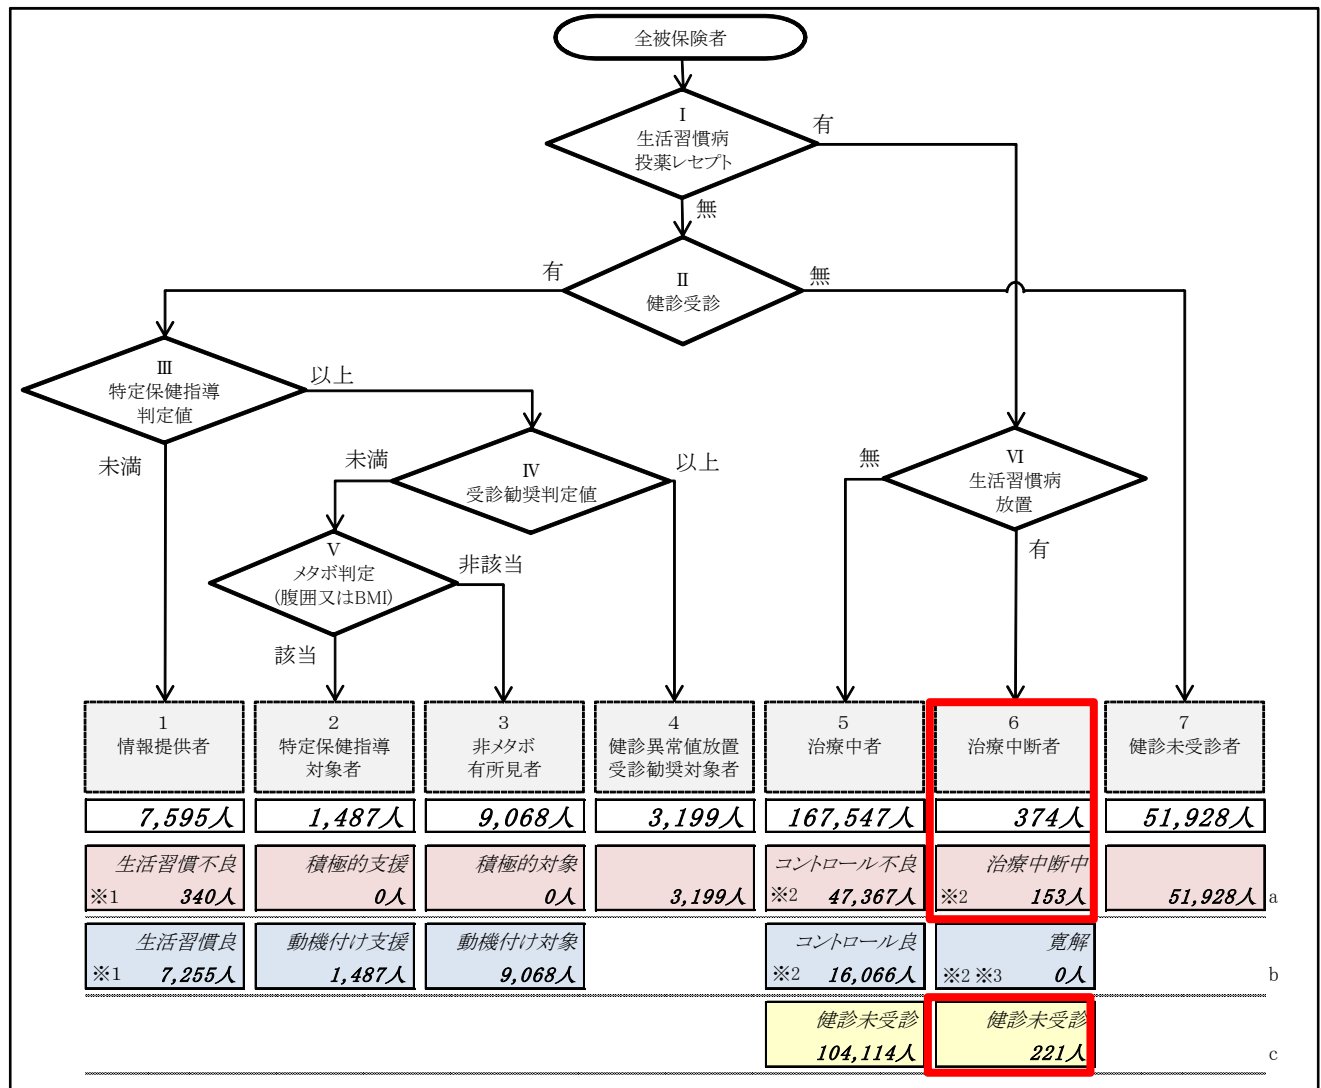 全被保険者
Ⅰ
生活習慣病
投薬レセプト
有
無
Ⅱ
健診受診
有
無
Ⅲ
特定保健指導
判定値
以上
未満
Ⅳ
受診勧奨判定値
未満
以上
Ⅴ
メタボ判定
(腹囲又はBMI)
非該当
該当
Ⅵ
生活習慣病
放置
無
有
1
情報提供者
2
特定保健指導
対象者
3
非メタボ
有所見者
4
健診異常値放置
受診勧奨対象者
5
治療中者
6
治療中断者
7
健診未受診者
7,595人
1,487人
9,068人
3,199人
167,547人
374人
51,928人
生活習慣不良
※1 340人
積極的支援
0人
積極的対象
0人
3,199人
コントロール不良
※2 47,367人
治療中断中
※2 153人
51,928人
a
生活習慣良
※1 7,255人
動機付け支援
1,487人
動機付け対象
9,068人
コントロール良
※2 16,066人
寛解
※2 ※3 0人
b
健診未受診
104,114人
健診未受診
221人
c